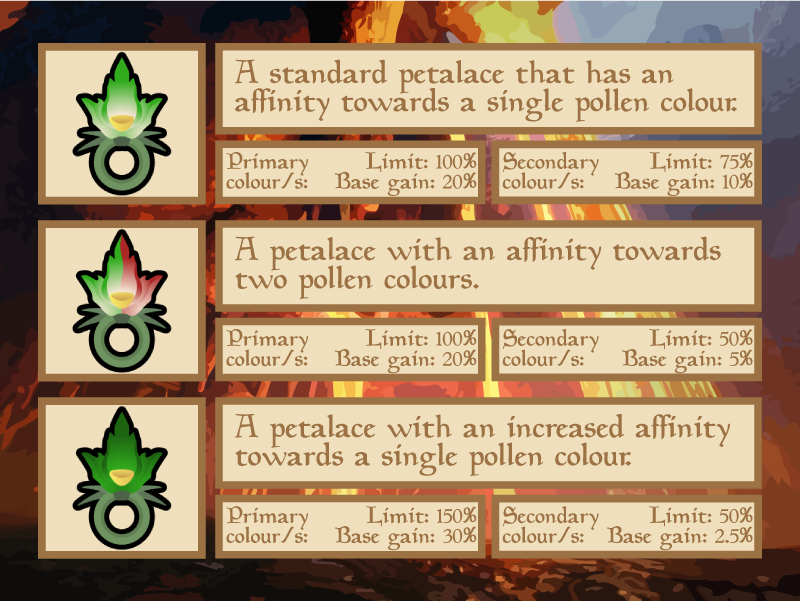 A standard petalace that has an
affinity towards a single pollen colour.
Primary Limit: 100%
colour/s: Base gain: 20%
Secondary Limit: 75%
colour/s: Base gain: 10%
A petalace with an affinity towards
two pollen colours.
Primary Limit: 100%
colour/s: Base gain: 20%
Secondary Limit: 50%
colour/s: Base gain: 5%
A petalace with an increased affinity
towards a single pollen colour.
Primary Limit: 150%
colour/s: Base gain: 30%
Secondary Limit: 50%
colour/s: Base gain: 2.5%